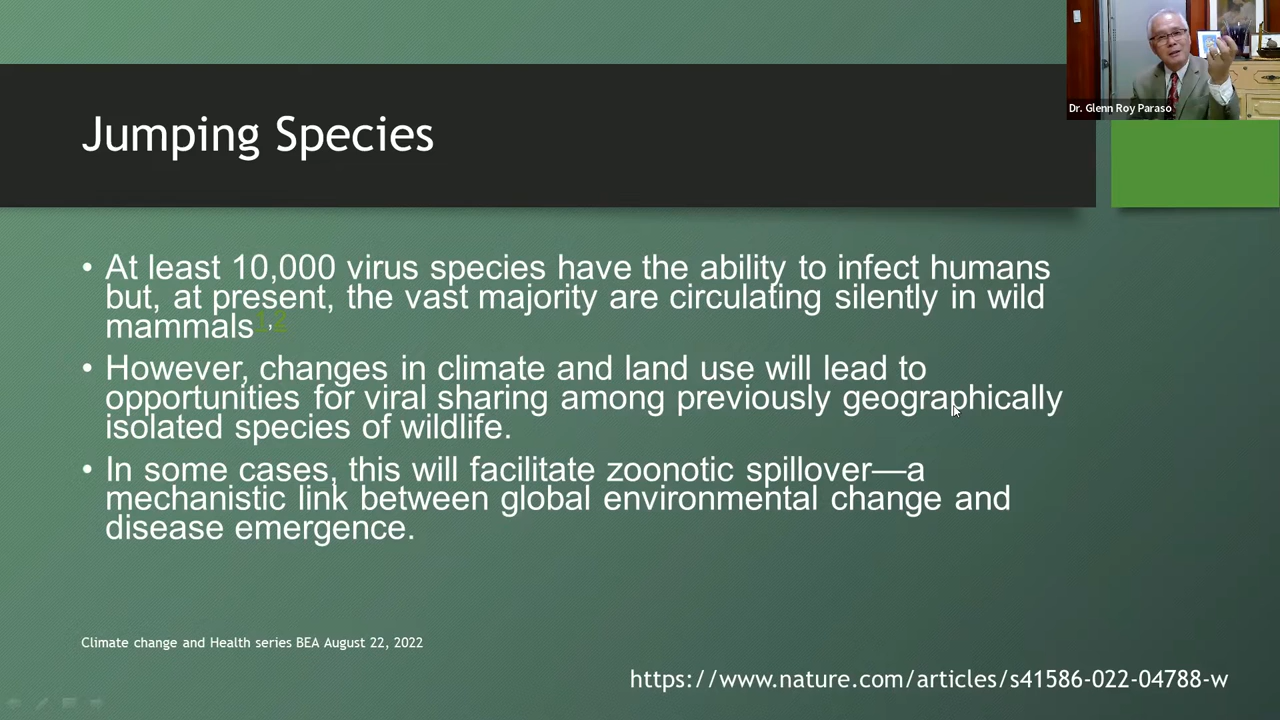 Dr. Glenn Roy Paraso
Jumping Species
• At least 10,000 virus species have the ability to infect humans
but, at present, the vast majority are circulating silently in wild
mammals1,2
• However, changes in climate and land use will lead to
opportunities for viral sharing among previously geographically
isolated species of wildlife.
• In some cases, this will facilitate zoonotic spillover—a
mechanistic link between global environmental change and
disease emergence.
Climate change and Health series BEA August 22, 2022
https://www.nature.com/articles/s41586-022-04788-w